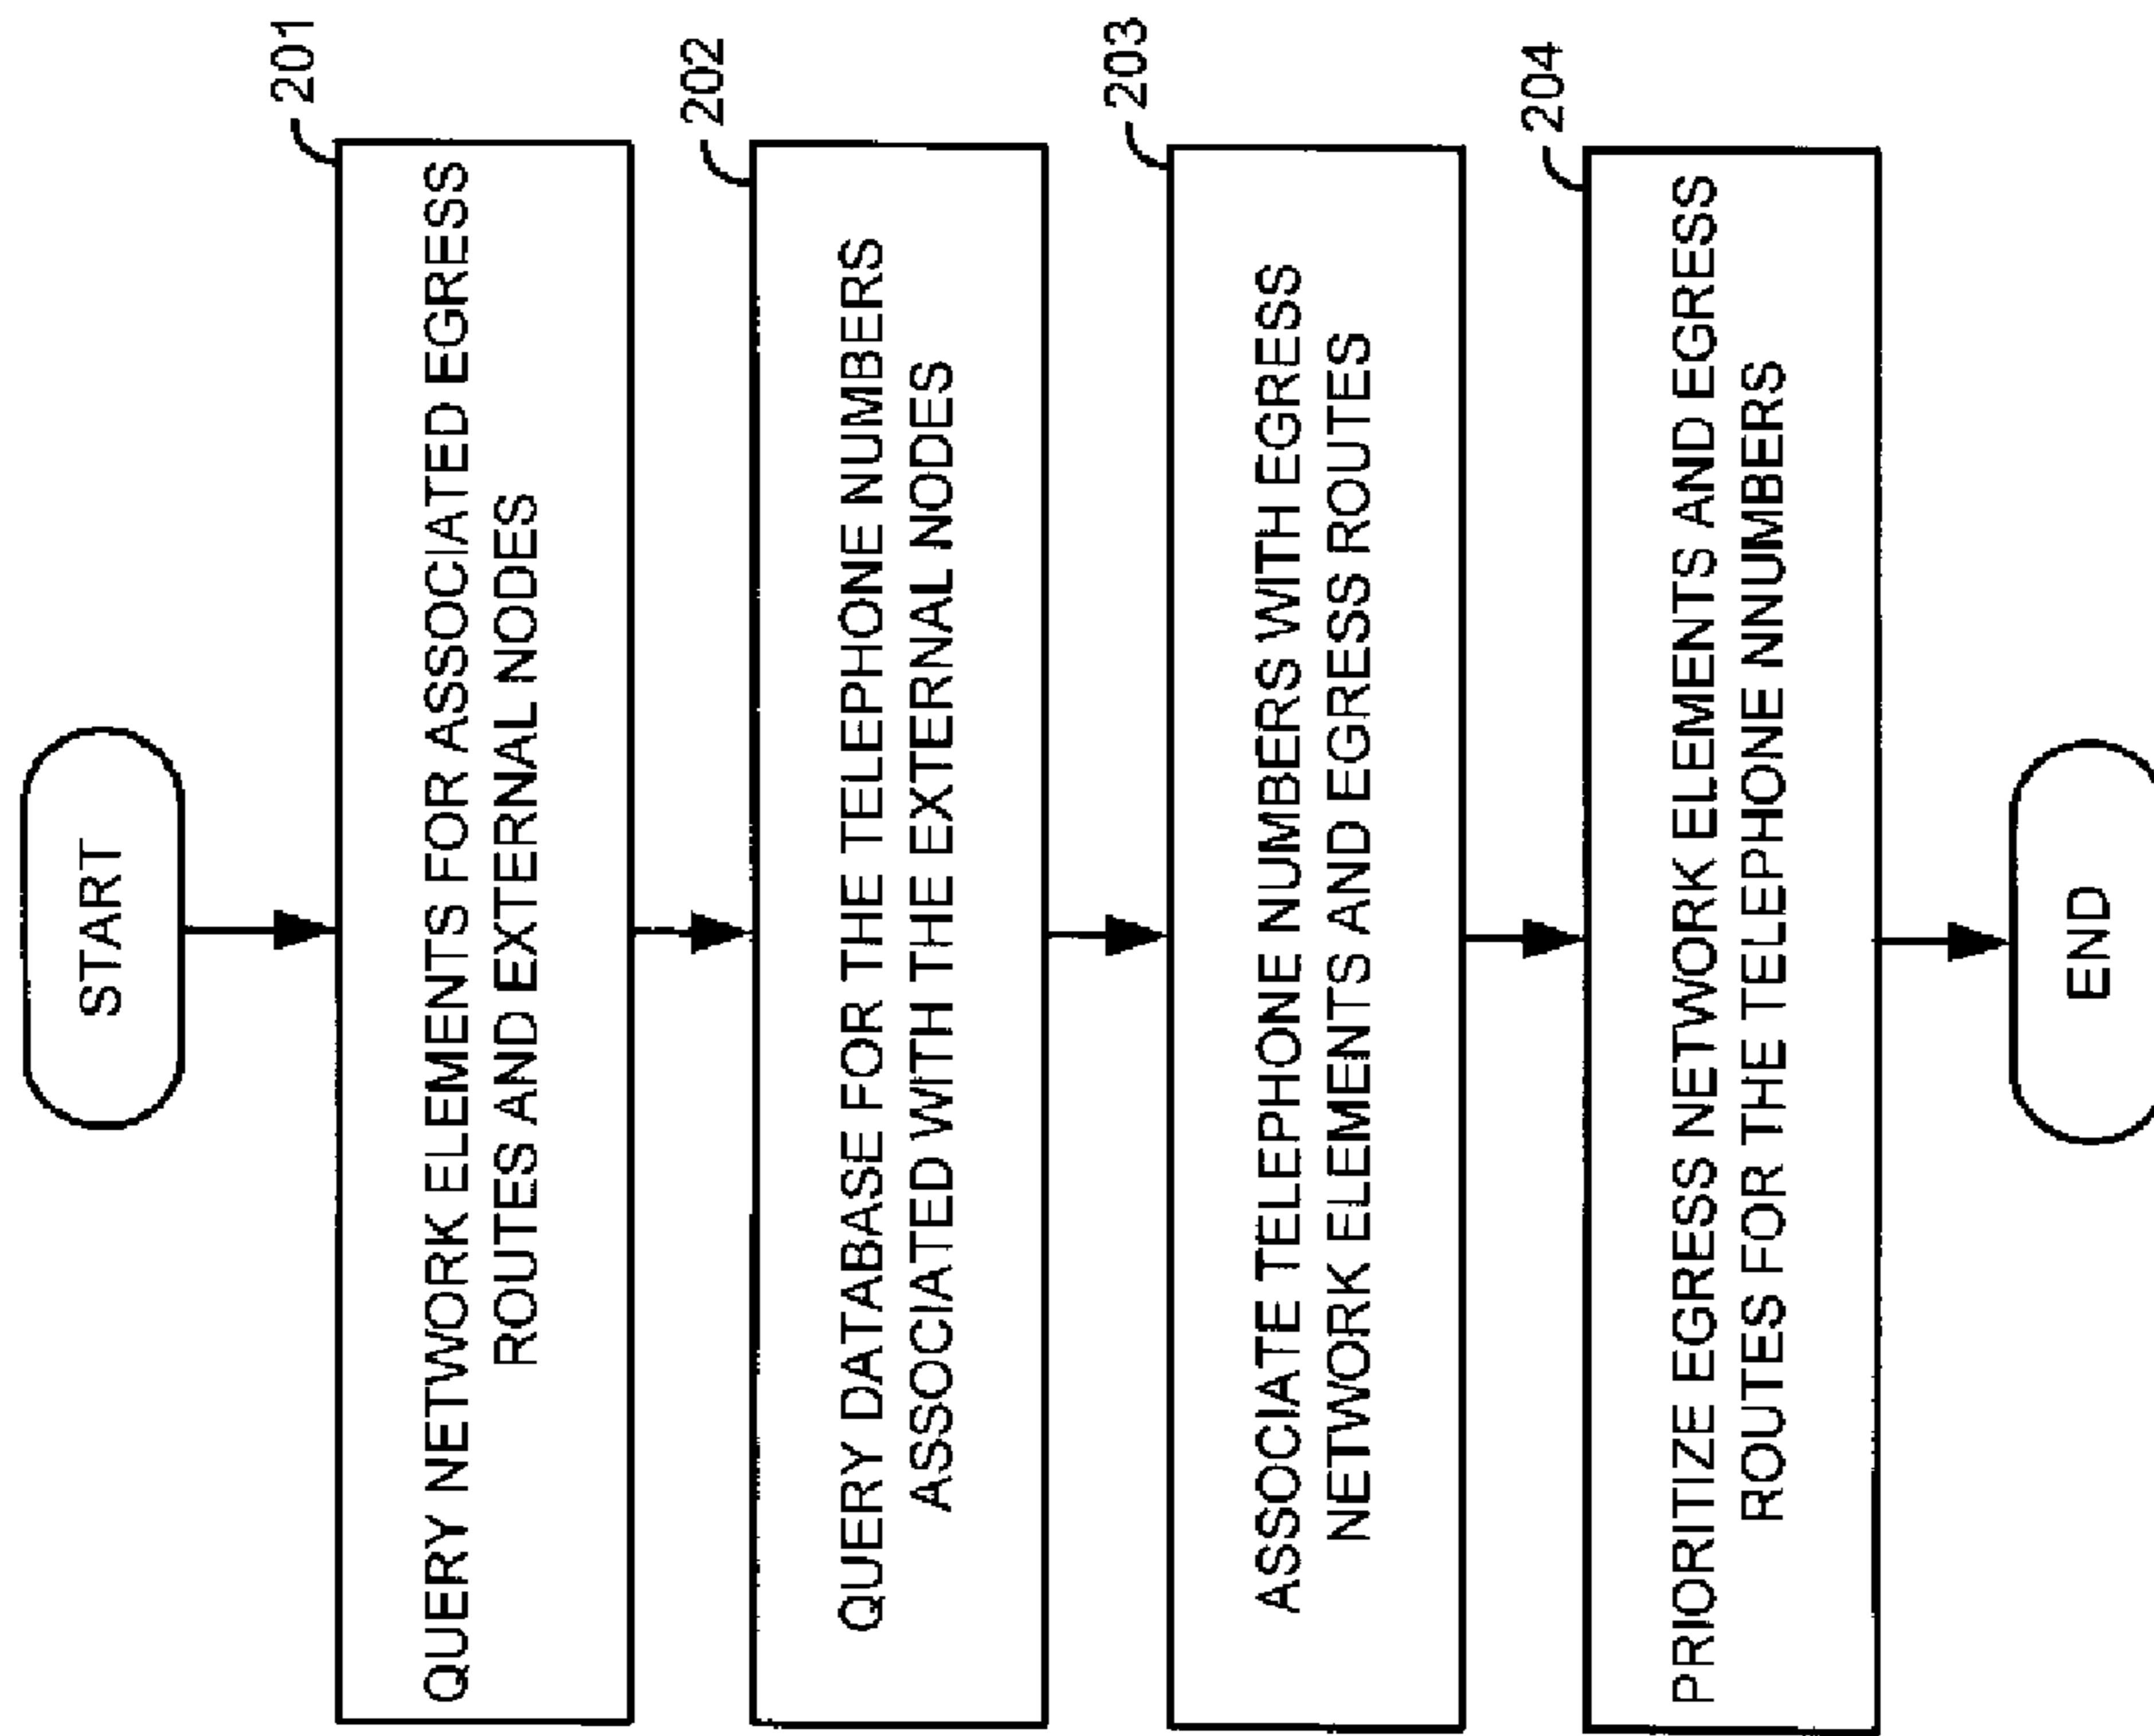 START
201
QUERY NETWORK ELEMENTS FOR ASSOCIATED EGRESS
ROUTES AND EXTERNAL NODES
202
QUERY DATABASE FOR THE TELEPHONE NUMBERS
ASSOCIATED WITH THE EXTERNAL NODES
203
ASSOCIATE TELEPHONE NUMBERS WITH EGRESS
NETWORK ELEMENTS AND EGRESS ROUTES
204
PRIORITIZE EGRESS NETWORK ELEMENTS AND EGRESS
ROUTES FOR THE TELEPHONE NNUMBERS
END